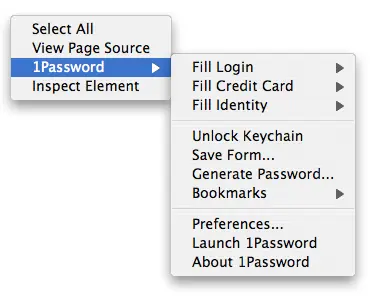 Select All
View Page Source
1Password
Inspect Element
Fill Login
Fill Credit Card
Fill Identity
Unlock Keychain
Save Form...
Generate Password...
Bookmarks
Preferences...
Launch 1Password
About 1Password